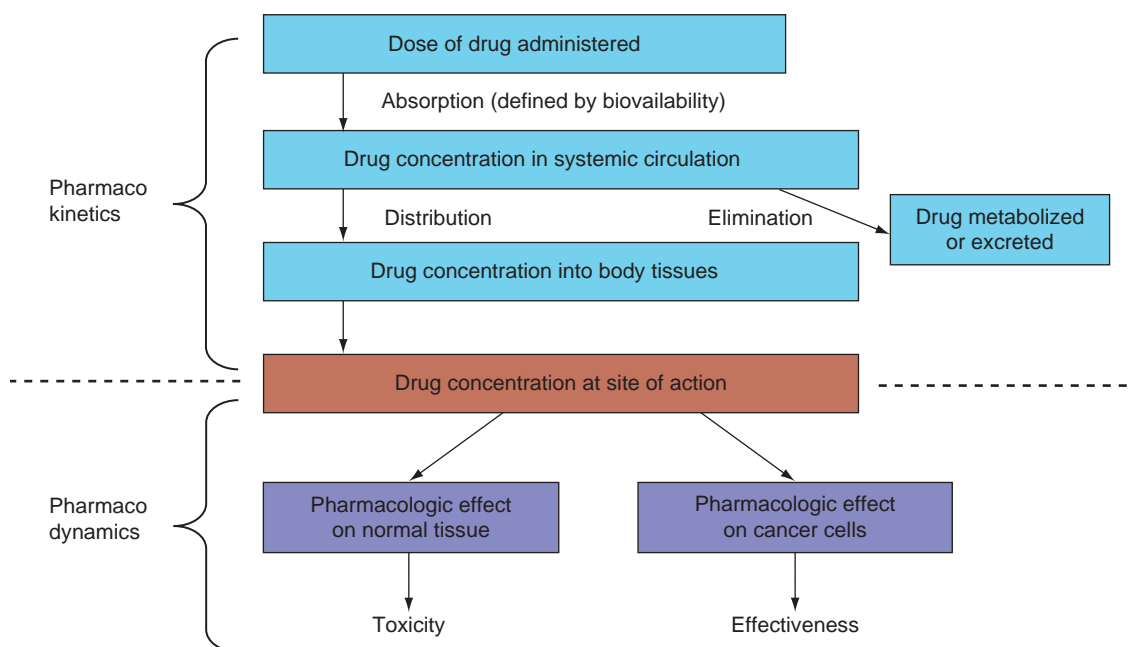 Dose of drug administered
Absorption (defined by biovailability)
Drug concentration in systemic circulation
Pharmaco
kinetics
Distribution
Elimination
Drug metabolized
or excreted
Drug concentration into body tissues
Drug concentration at site of action
Pharmaco
dynamics
Pharmacologic effect
on normal tissue
Pharmacologic effect
on cancer cells
Toxicity
Effectiveness